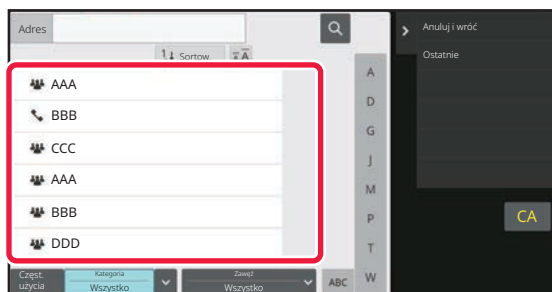 Adres
Sortow.
A
AAA
BBB
CCC
AAA
BBB
DDD
A
D
G
J
M
P
T
W
Częst. użycia
Kategoria
Wszystko
Zawęź
Wszystko
ABC
Anuluj i wróć
Ostatnie
CA